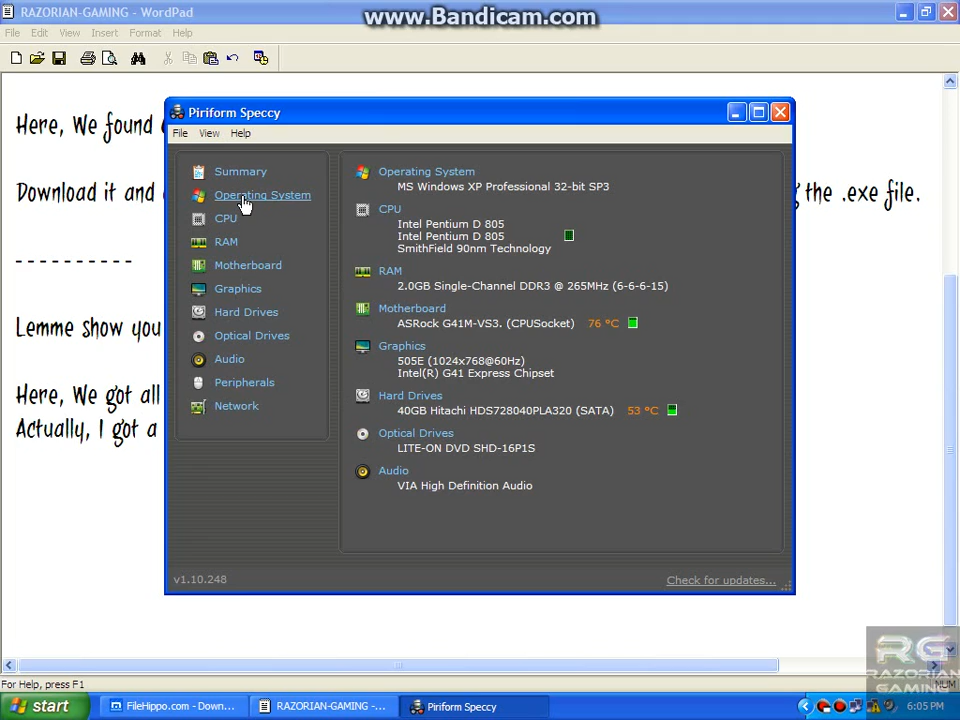 RAZORIAN-GAMING - WordPad
www.Bandicam.com
File Edit View Insert Format Help
Here, We found
Download it and
g the .exe file.
- - - - - - - - - -
Lemme show you
Here, We got all
Actually, I got a
Piriform Speccy
File View Help
Summary
Operating System
CPU
RAM
Motherboard
Graphics
Hard Drives
Optical Drives
Audio
Peripherals
Network
Operating System
MS Windows XP Professional 32-bit SP3
CPU
Intel Pentium D 805
Intel Pentium D 805
SmithField 90nm Technology
RAM
2.0GB Single-Channel DDR3 @ 265MHz (6-6-6-15)
Motherboard
ASRock G41M-VS3. (CPUSocket) 76 °C
Graphics
505E (1024x768@60Hz)
Intel(R) G41 Express Chipset
Hard Drives
40GB Hitachi HDS728040PLA320 (SATA) 53 °C
Optical Drives
LITE-ON DVD SHD-16P1S
Audio
VIA High Definition Audio
v1.10.248
Check for updates...
For Help, press F1
NUM
RG
RAZORIAN
GAMING
start
FileHippo.com - Down...
RAZORIAN-GAMING -...
Piriform Speccy
6:05 PM